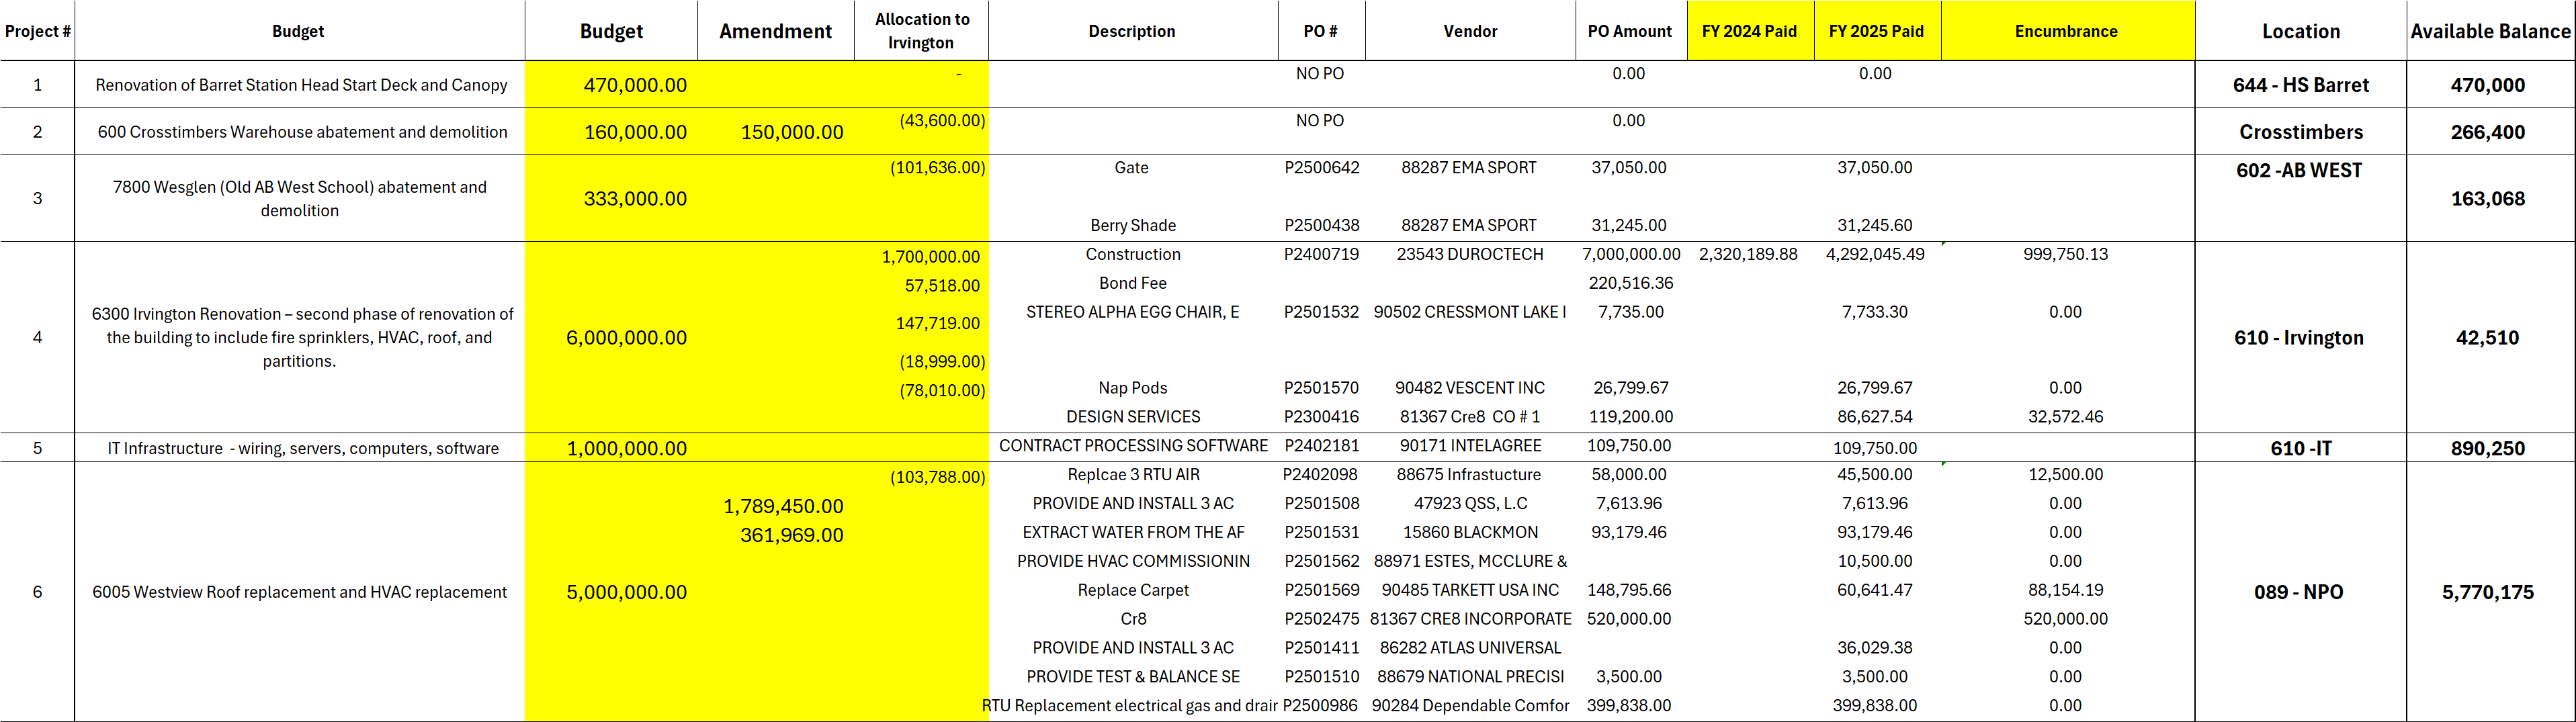 Project # Budget Budget Amendment Allocation to Irvington Description PO # Vendor PO Amount FY 2024 Paid FY 2025 Paid Encumbrance Location Available Balance
1 Renovation of Barret Station Head Start Deck and Canopy 470,000.00 - NO PO 0.00 0.00 644 - HS Barret 470,000
2 600 Crosstimbers Warehouse abatement and demolition 160,000.00 150,000.00 (43,600.00) NO PO 0.00 Crosstimbers 266,400
3 7800 Wesglen (Old AB West School) abatement and demolition 333,000.00 (101,636.00) Gate P2500642 88287 EMA SPORT 37,050.00 37,050.00 602 -AB WEST 163,068
Berry Shade P2500438 88287 EMA SPORT 31,245.00 31,245.60
4 6300 Irvington Renovation – second phase of renovation of the building to include fire sprinklers, HVAC, roof, and partitions. 6,000,000.00 1,700,000.00 Construction P2400719 23543 DUROCTECH 7,000,000.00 2,320,189.88 4,292,045.49 999,750.13 610 - Irvington 42,510
57,518.00 Bond Fee 220,516.36
147,719.00 STEREO ALPHA EGG CHAIR, E P2501532 90502 CRESSMONT LAKE I 7,735.00 7,733.30 0.00
(18,999.00)
(78,010.00) Nap Pods P2501570 90482 VESCENT INC 26,799.67 26,799.67 0.00
DESIGN SERVICES P2300416 81367 Cre8 CO # 1 119,200.00 86,627.54 32,572.46
5 IT Infrastructure - wiring, servers, computers, software 1,000,000.00 CONTRACT PROCESSING SOFTWARE P2402181 90171 INTELAGREE 109,750.00 109,750.00 610 -IT 890,250
6 6005 Westview Roof replacement and HVAC replacement 5,000,000.00 (103,788.00) Replcae 3 RTU AIR P2402098 88675 Infrastucture 58,000.00 45,500.00 12,500.00 089 - NPO 5,770,175
1,789,450.00 PROVIDE AND INSTALL 3 AC P2501508 47923 QSS, L.C 7,613.96 7,613.96 0.00
361,969.00 EXTRACT WATER FROM THE AF P2501531 15860 BLACKMON 93,179.46 93,179.46 0.00
PROVIDE HVAC COMMISSIONIN P2501562 88971 ESTES, MCCLURE & 10,500.00 0.00
Replace Carpet P2501569 90485 TARKETT USA INC 148,795.66 60,641.47 88,154.19
Cr8 P2502475 81367 CRE8 INCORPORATE 520,000.00 520,000.00
PROVIDE AND INSTALL 3 AC P2501411 86282 ATLAS UNIVERSAL 36,029.38 0.00
PROVIDE TEST & BALANCE SE P2501510 88679 NATIONAL PRECISI 3,500.00 3,500.00 0.00
RTU Replacement electrical gas and drain P2500986 90284 Dependable Comfor 399,838.00 399,838.00 0.00